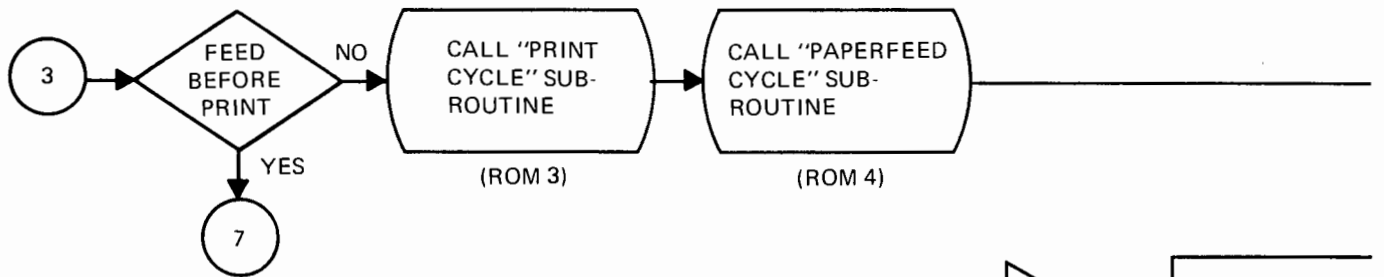 3
FEED
BEFORE
PRINT
NO
YES
7
CALL "PRINT
CYCLE" SUB-
ROUTINE
(ROM 3)
CALL "PAPERFEED
CYCLE" SUB-
ROUTINE
(ROM 4)